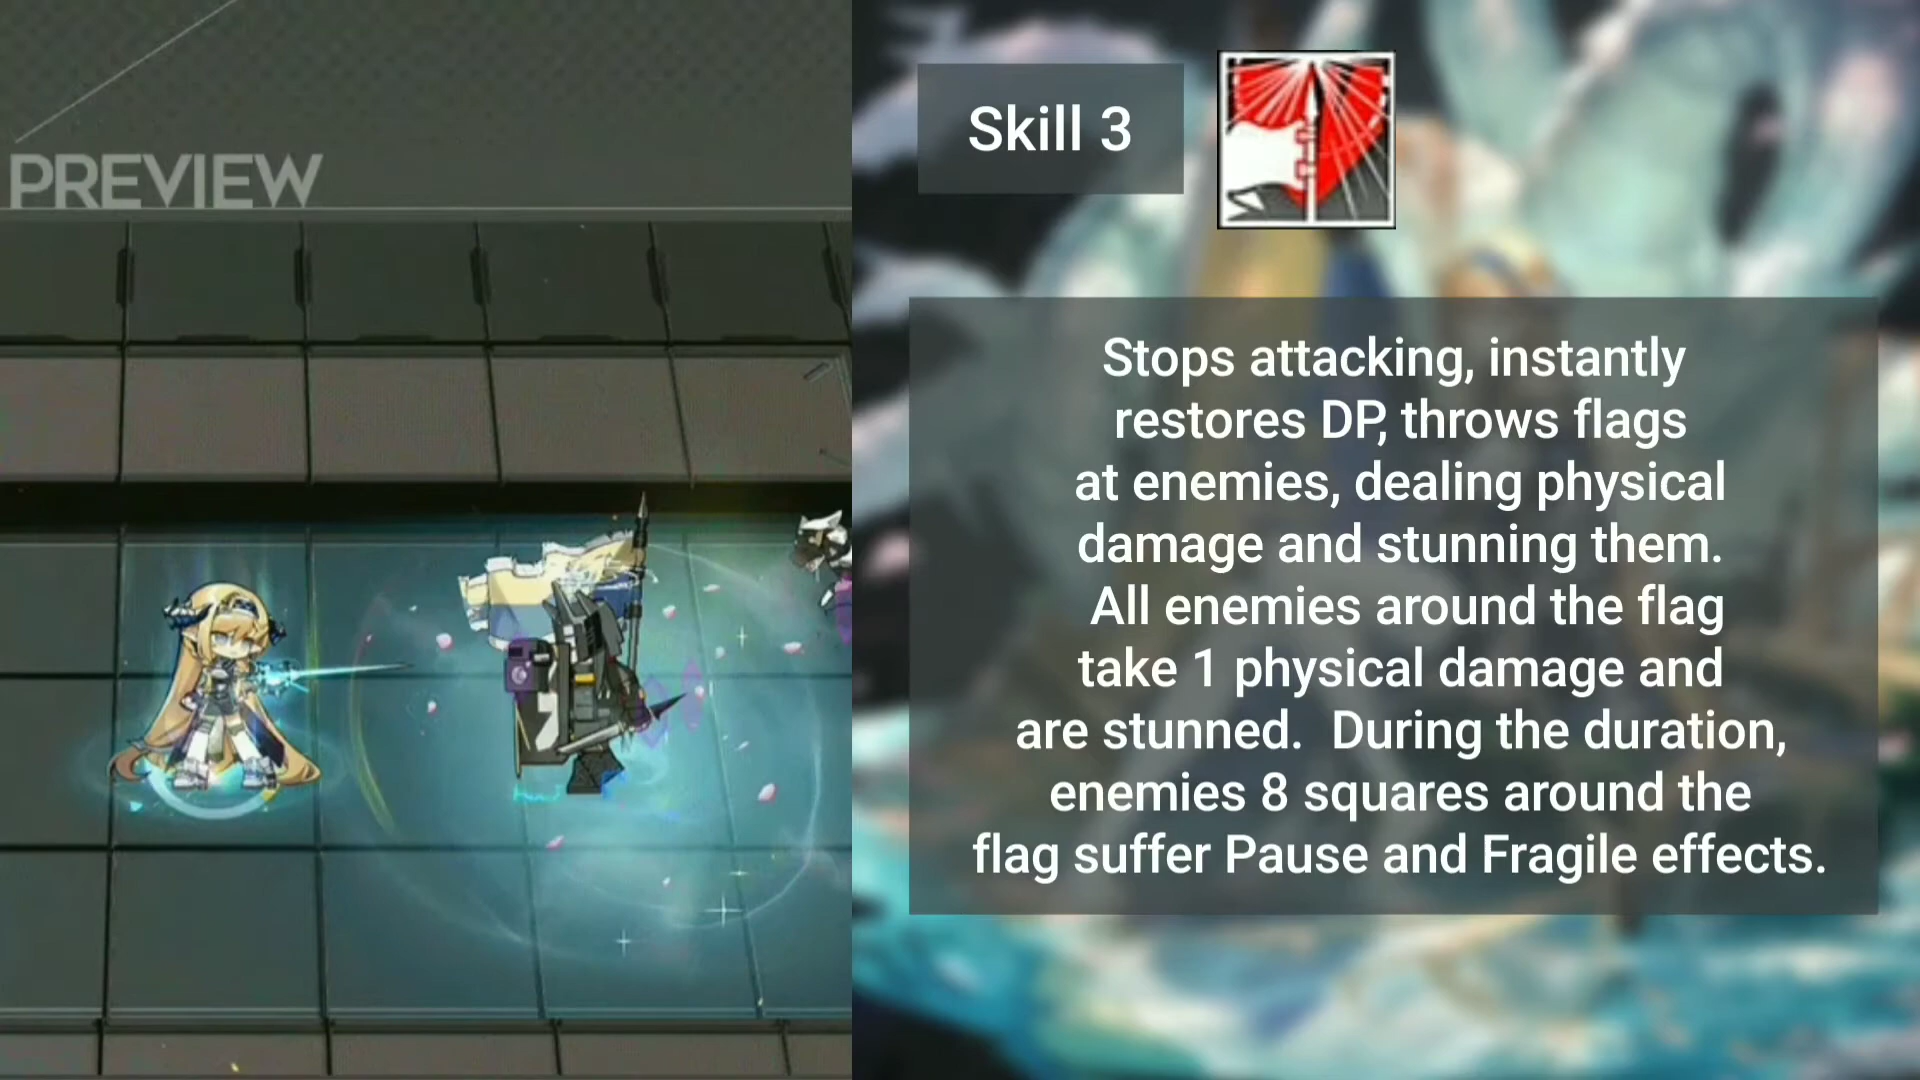 PREVIEW
Skill 3
Stops attacking, instantly
restores DP, throws flags
at enemies, dealing physical
damage and stunning them.
All enemies around the flag
take 1 physical damage and
are stunned. During the duration,
enemies 8 squares around the
flag suffer Pause and Fragile effects.